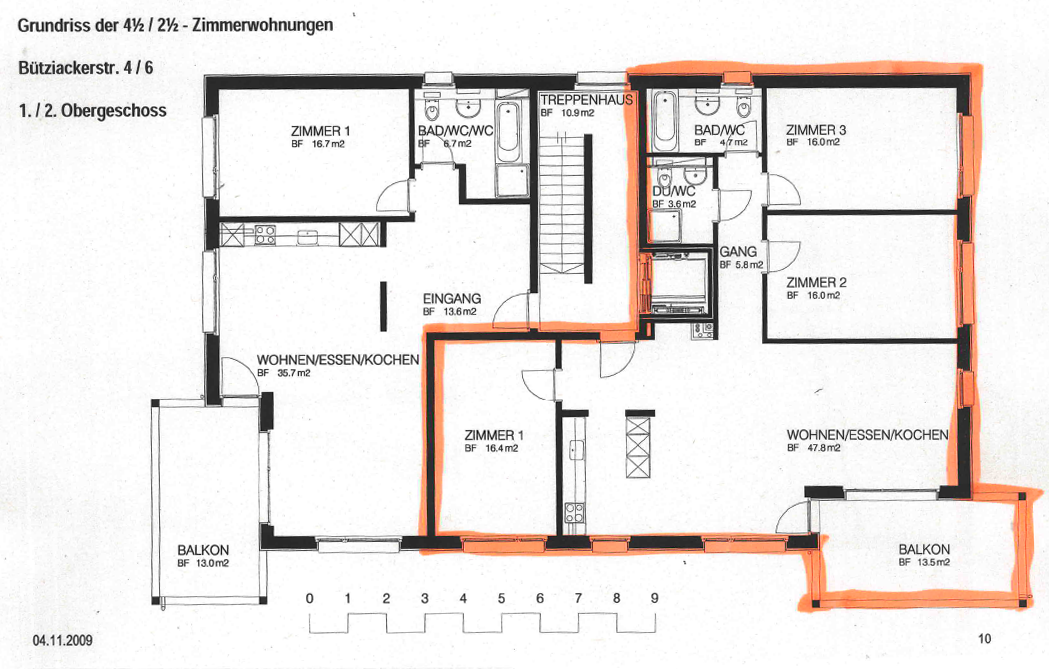 Grundriss der 4½ / 2½ - Zimmerwohnungen
Bütziackerstr. 4 / 6
1. / 2. Obergeschoss
ZIMMER 1
BF 16.7 m2
BAD/WC/WC
BF 6.7 m2
TREPPENHAUS
BF 10.9 m2
BAD/WC
BF 4.7 m2
ZIMMER 3
BF 16.0 m2
DU/WC
BF 3.6 m2
GANG
BF 5.8 m2
ZIMMER 2
BF 16.0 m2
EINGANG
BF 13.6 m2
WOHNEN/ESSEN/KOCHEN
BF 35.7 m2
ZIMMER 1
BF 16.4 m2
WOHNEN/ESSEN/KOCHEN
BF 47.8 m2
BALKON
BF 13.0 m2
BALKON
BF 13.5 m2
0 1 2 3 4 5 6 7 8 9
04.11.2009
10